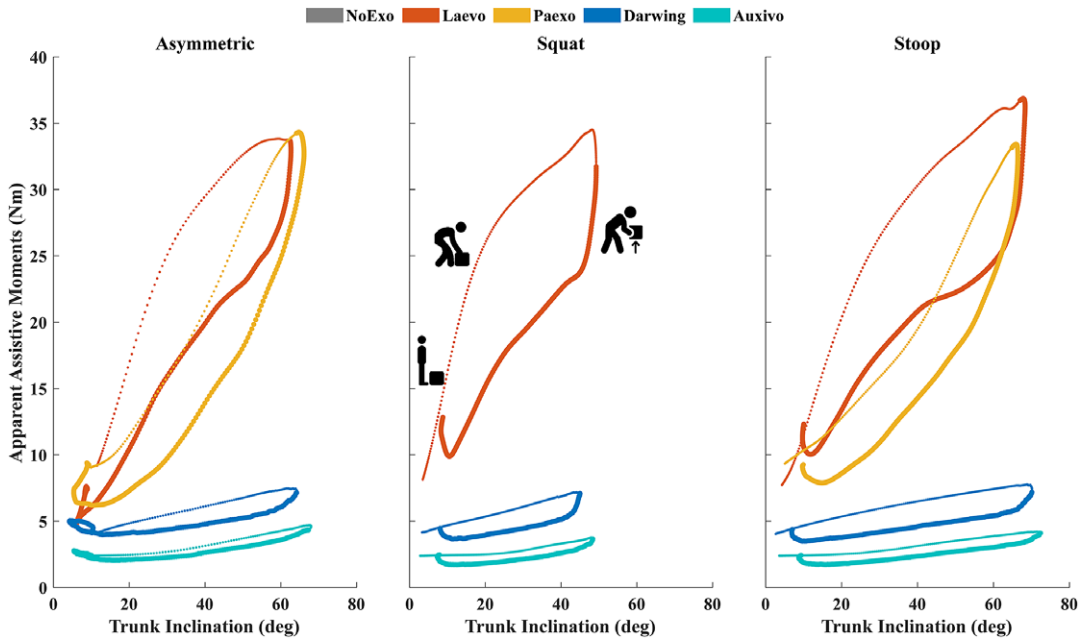 NoExo Laevo Paexo Darwing Auxivo
Asymmetric Squat Stoop
Apparent Assistive Moments (Nm)
40
35
30
25
20
15
10
5
0
0 20 40 60 80 0 20 40 60 80 0 20 40 60 80
Trunk Inclination (deg) Trunk Inclination (deg) Trunk Inclination (deg)